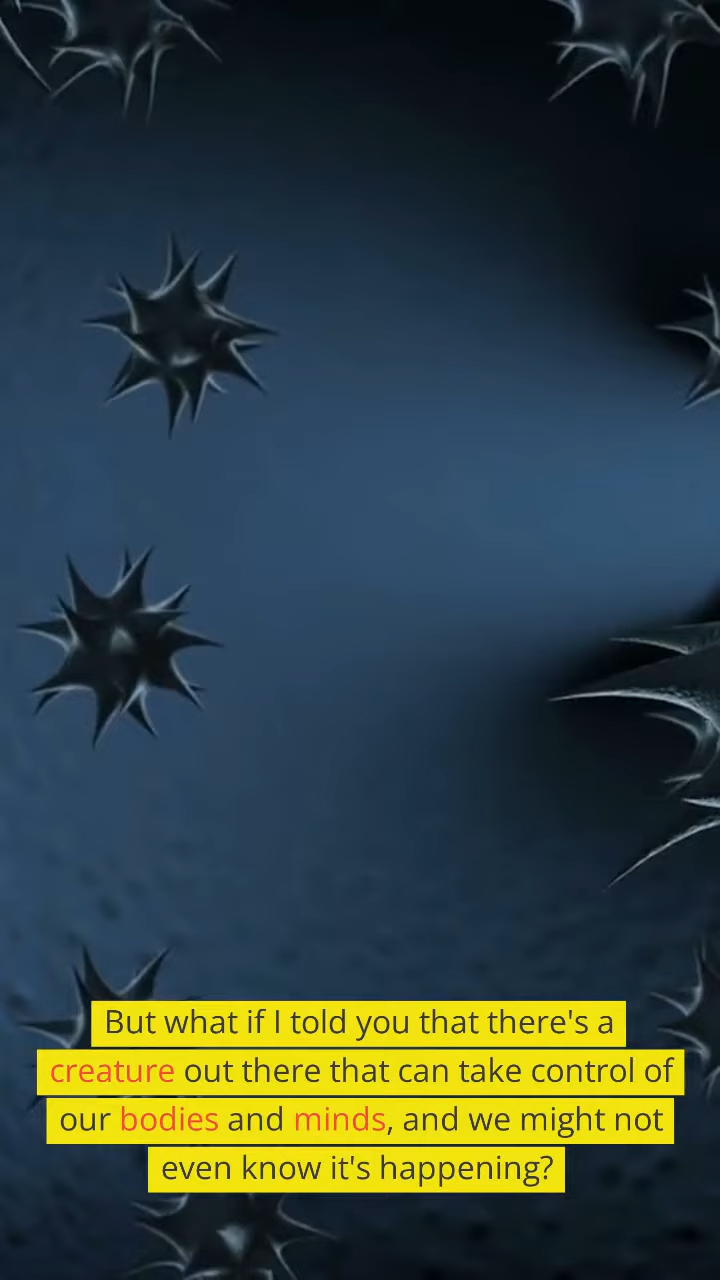 But what if I told you that there's a
creature out there that can take control of
our bodies and minds, and we might not
even know it's happening?